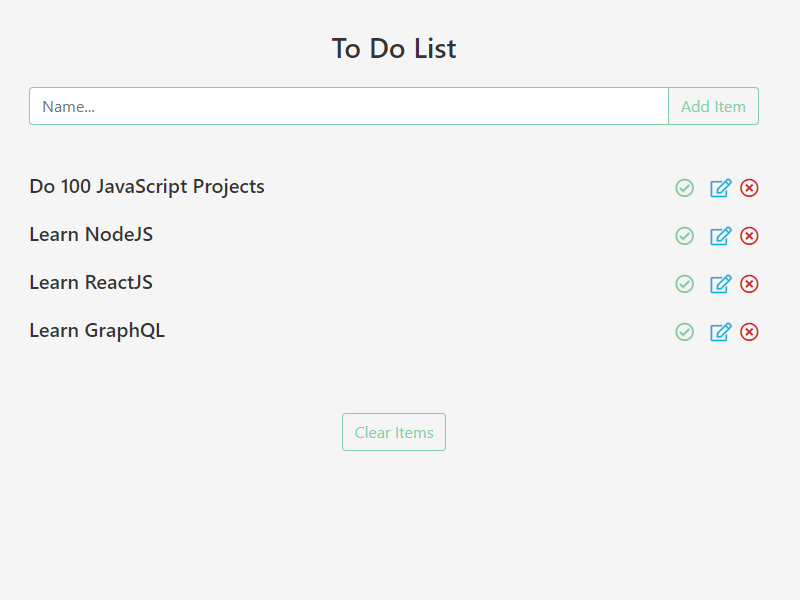 To Do List
Name...
Add Item
Do 100 JavaScript Projects
Learn NodeJS
Learn ReactJS
Learn GraphQL
Clear Items